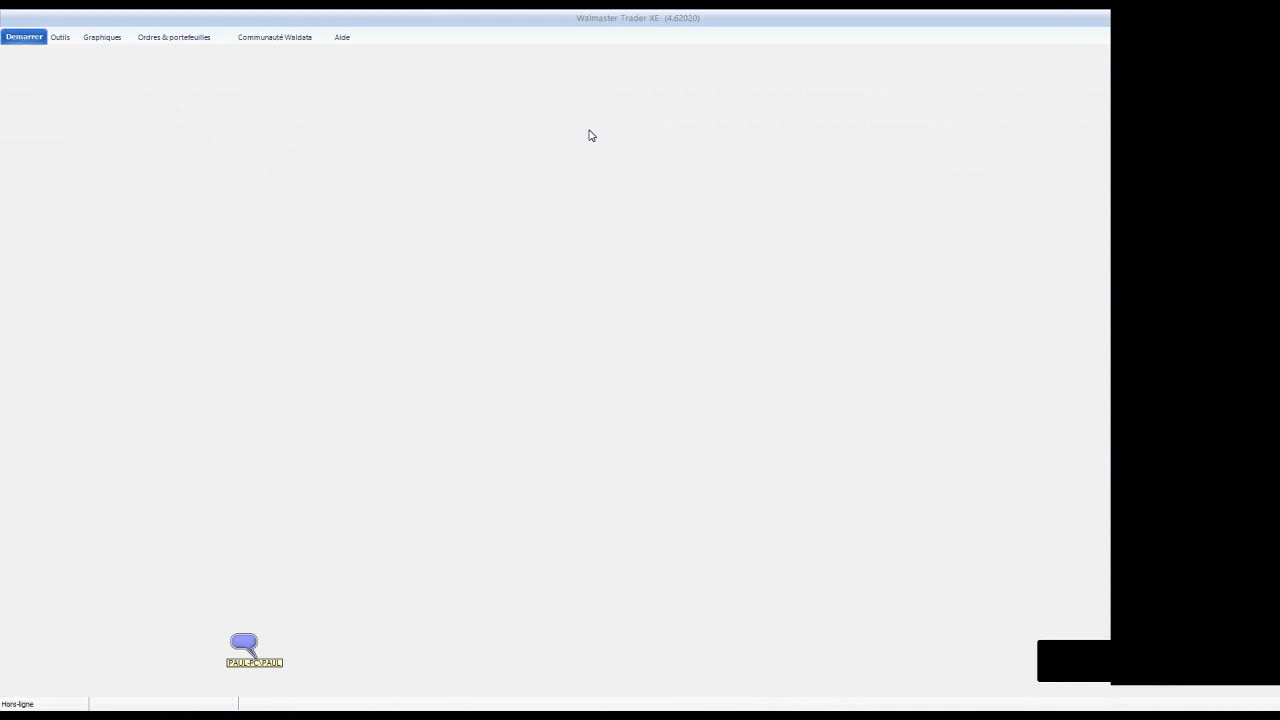 Walmaster Trader XE (4.62020)
Demarrer Outils Graphiques Ordres & portefeuilles Communauté Waldata Aide
PAUL-PC\PAUL
Hors-ligne